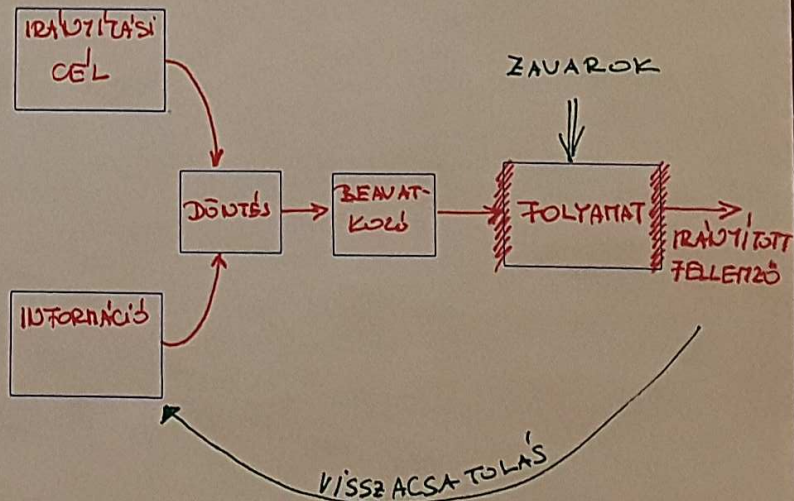 IRÁNYÍTÁSI
CÉL
ZAVAROK
DÖNTÉS
BEAVAT-
KOZÓ
FOLYAMAT
IRÁNYÍTOTT
JELLEMZŐ
INFORMÁCIÓ
VISSZACSATOLÁS